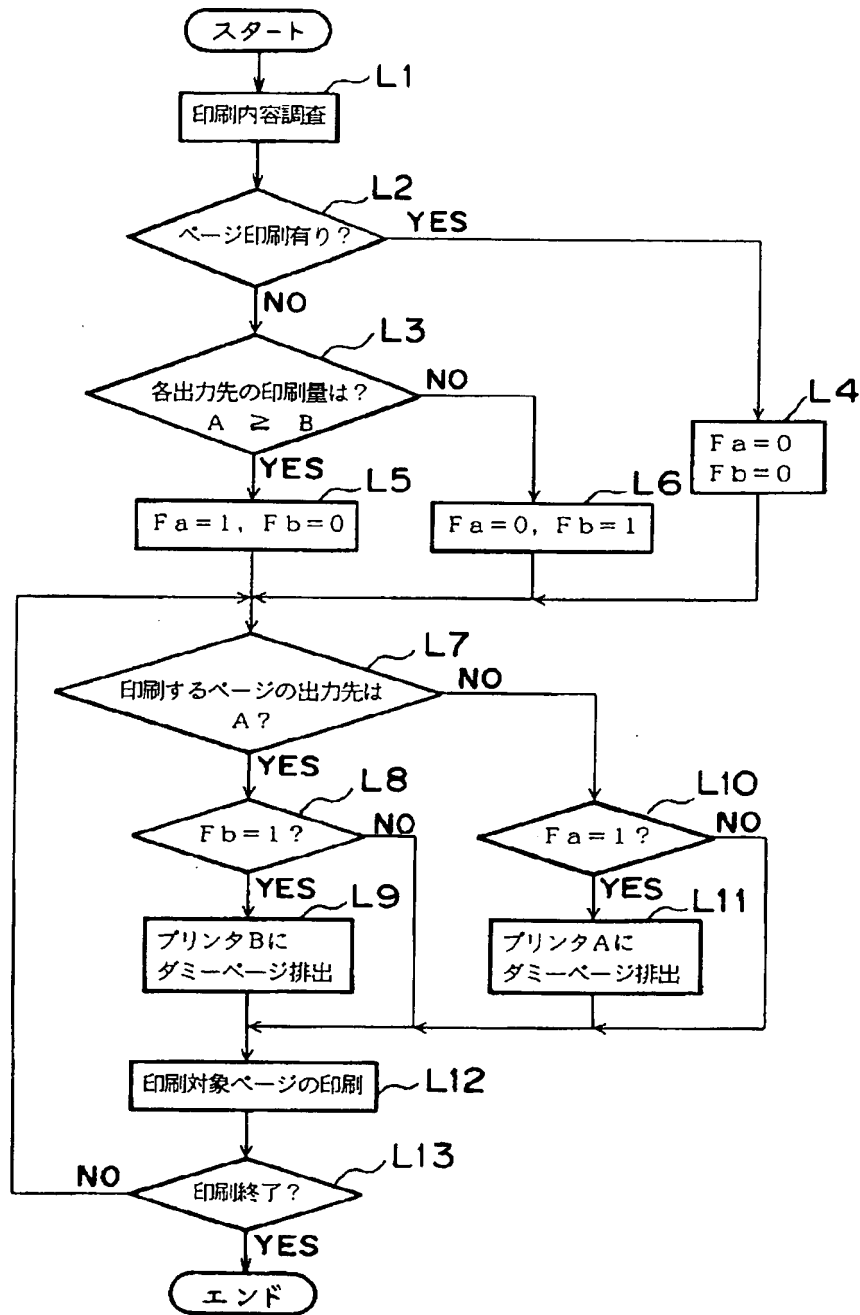 スタート
L1
印刷内容調査
L2
ページ印刷有り?
YES
NO
L3
各出力先の印刷量は?
A ≧ B
NO
YES
L4
Fa=0
Fb=0
L5
Fa=1, Fb=0
L6
Fa=0, Fb=1
L7
印刷するページの出力先は
A?
NO
YES
L8
Fb=1?
NO
YES
L10
Fa=1?
NO
YES
L9
プリンタBに
ダミーページ排出
L11
プリンタAに
ダミーページ排出
印刷対象ページの印刷
L12
L13
印刷終了?
NO
YES
エンド